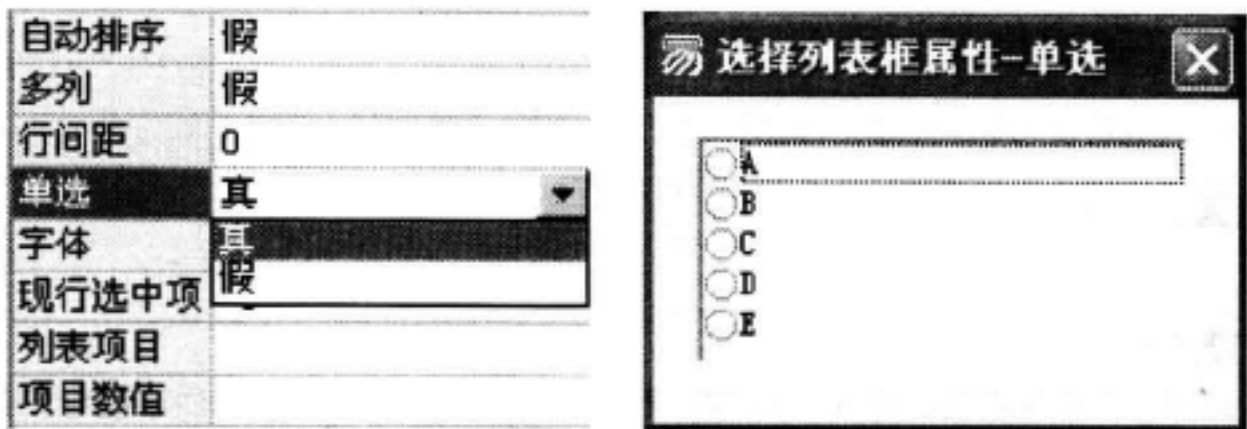 自动排序 假
多列 假
行间距 0
单选 真
字体 真
假
现行选中项
列表项目
项目数值
易 选择列表框属性-单选
A
B
C
D
E